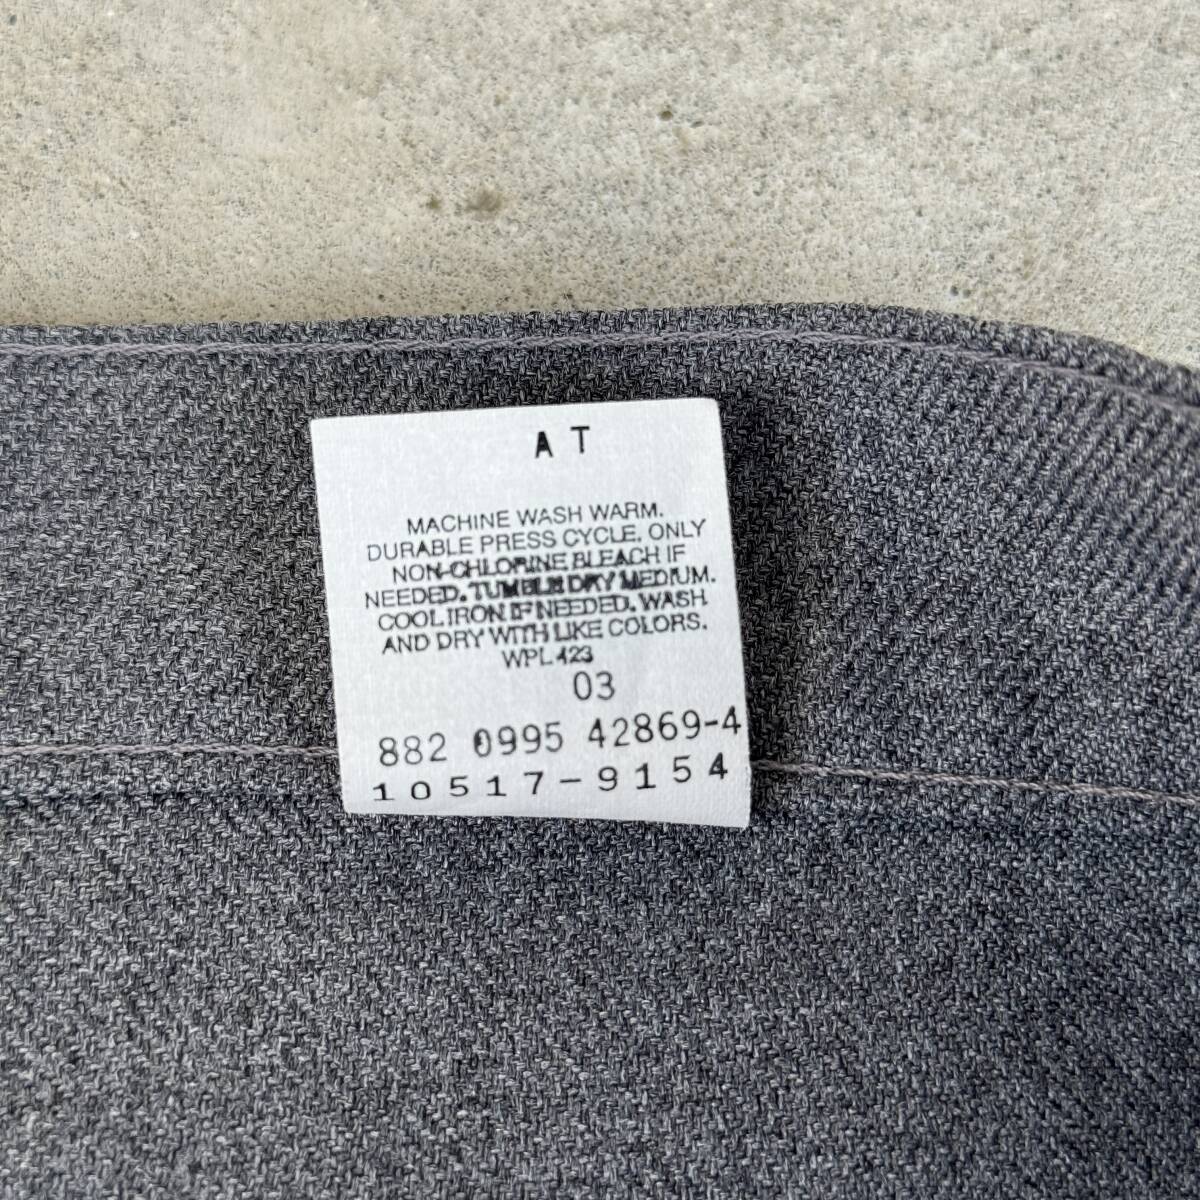 A T
MACHINE WASH WARM.
DURABLE PRESS CYCLE. ONLY
NON-CHLORINE BLEACH IF
NEEDED. TUMBLE DRY MEDIUM.
COOL IRON IF NEEDED. WASH
AND DRY WITH LIKE COLORS.
WPL 423
03
882 0995 42869-4
10517-9154